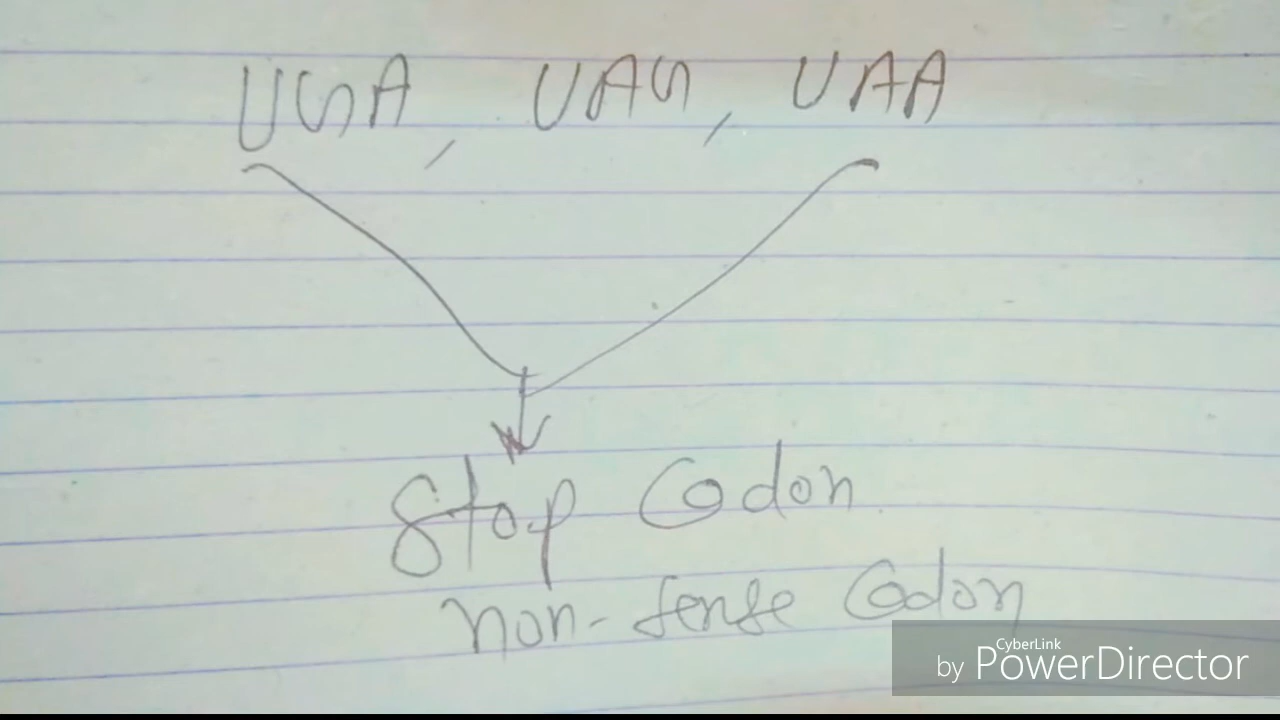 UGA, UAG, UAA
Stop Codon
non-sense Codon
CyberLink
by PowerDirector